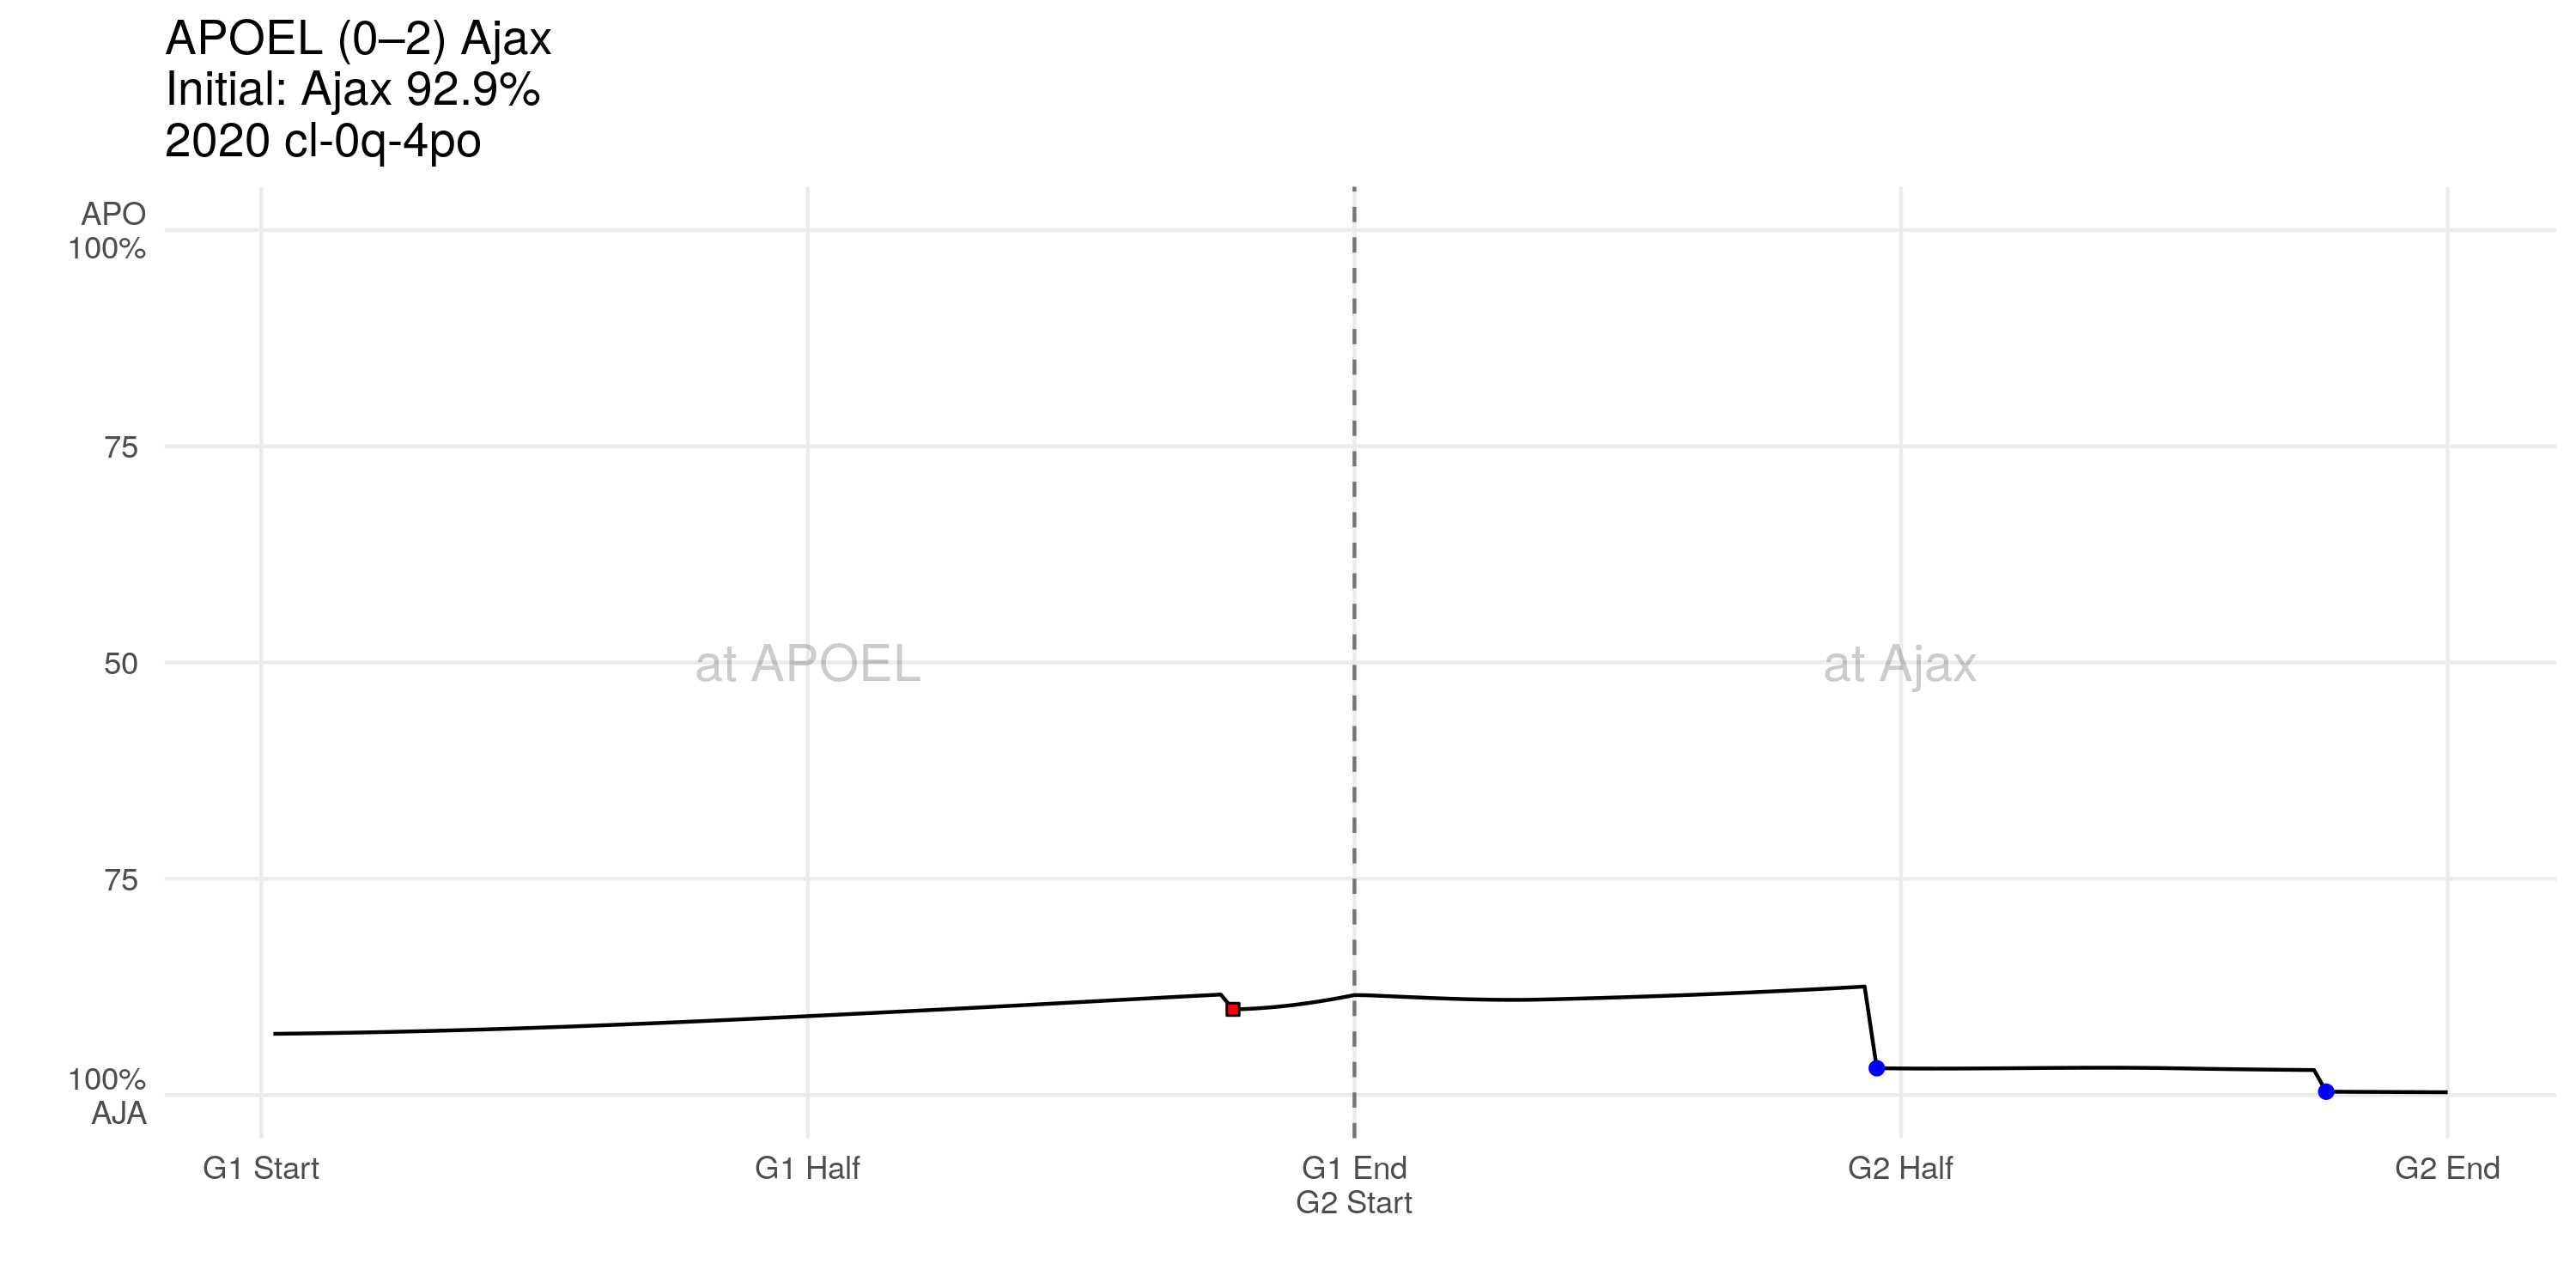 APOEL (0–2) Ajax
Initial: Ajax 92.9%
2020 cl-0q-4po
APO
100%
75
50
75
100%
AJA
at APOEL
at Ajax
G1 Start
G1 Half
G1 End
G2 Start
G2 Half
G2 End